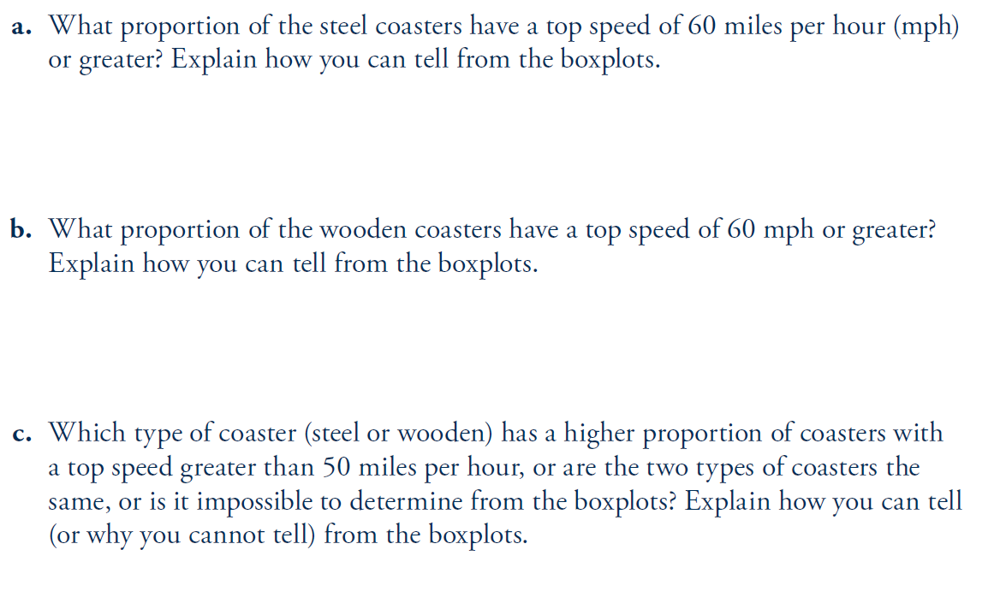 a. What proportion of the steel coasters have a top speed of 60 miles per hour (mph)
or greater? Explain how you can tell from the boxplots.
b. What proportion of the wooden coasters have a top speed of 60 mph or greater?
Explain how you can tell from the boxplots.
c. Which type of coaster (steel or wooden) has a higher proportion of coasters with
a top speed greater than 50 miles per hour, or are the two types of coasters the
same, or is it impossible to determine from the boxplots? Explain how you can tell
(or why you cannot tell) from the boxplots.